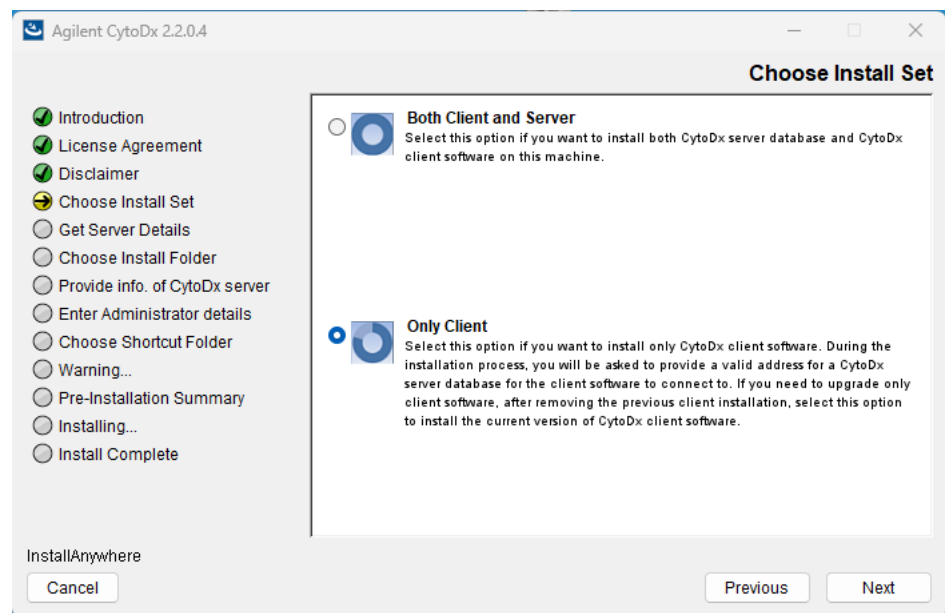 Agilent CytoDx 2.2.0.4
Choose Install Set
Introduction
License Agreement
Disclaimer
Choose Install Set
Get Server Details
Choose Install Folder
Provide info. of CytoDx server
Enter Administrator details
Choose Shortcut Folder
Warning...
Pre-Installation Summary
Installing...
Install Complete
Both Client and Server
Select this option if you want to install both CytoDx server database and CytoDx
client software on this machine.
Only Client
Select this option if you want to install only CytoDx client software. During the
installation process, you will be asked to provide a valid address for a CytoDx
server database for the client software to connect to. If you need to upgrade only
client software, after removing the previous client installation, select this option
to install the current version of CytoDx client software.
InstallAnywhere
Cancel
Previous
Next